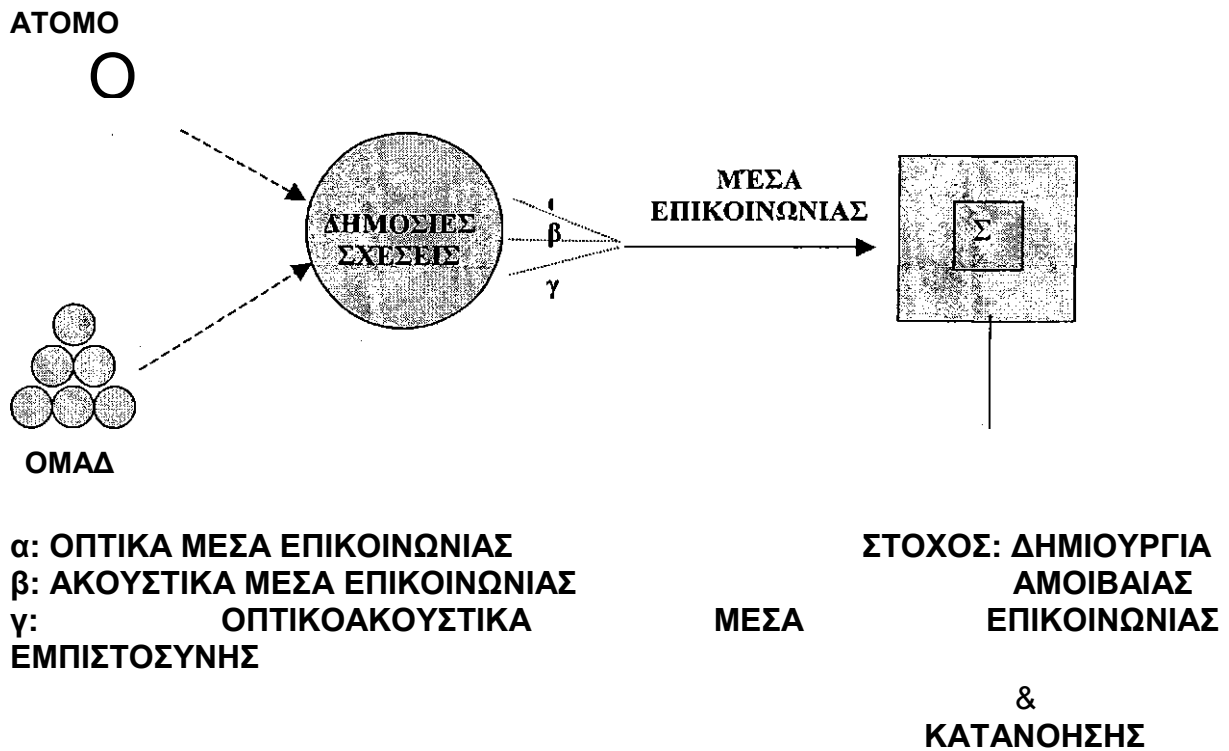 ΑΤΟΜΟ
Ο
ΔΗΜΟΣΙΕΣ
ΣΧΕΣΕΙΣ
β
γ
ΜΈΣΑ
ΕΠΙΚΟΙΝΩΝΙΑΣ
Σ
ΟΜΑΔ
α: ΟΠΤΙΚΑ ΜΕΣΑ ΕΠΙΚΟΙΝΩΝΙΑΣ ΣΤΟΧΟΣ: ΔΗΜΙΟΥΡΓΙΑ
β: ΑΚΟΥΣΤΙΚΑ ΜΕΣΑ ΕΠΙΚΟΙΝΩΝΙΑΣ ΑΜΟΙΒΑΙΑΣ
γ: ΟΠΤΙΚΟΑΚΟΥΣΤΙΚΑ ΜΕΣΑ ΕΠΙΚΟΙΝΩΝΙΑΣ
ΕΜΠΙΣΤΟΣΥΝΗΣ
&
ΚΑΤΑΝΟΗΣΗΣ